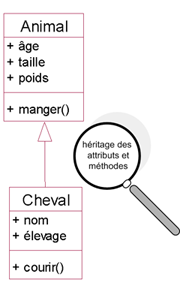 Animal
+ âge
+ taille
+ poids
+ manger()
héritage des
attributs et
méthodes
Cheval
+ nom
+ élevage
+ courir()